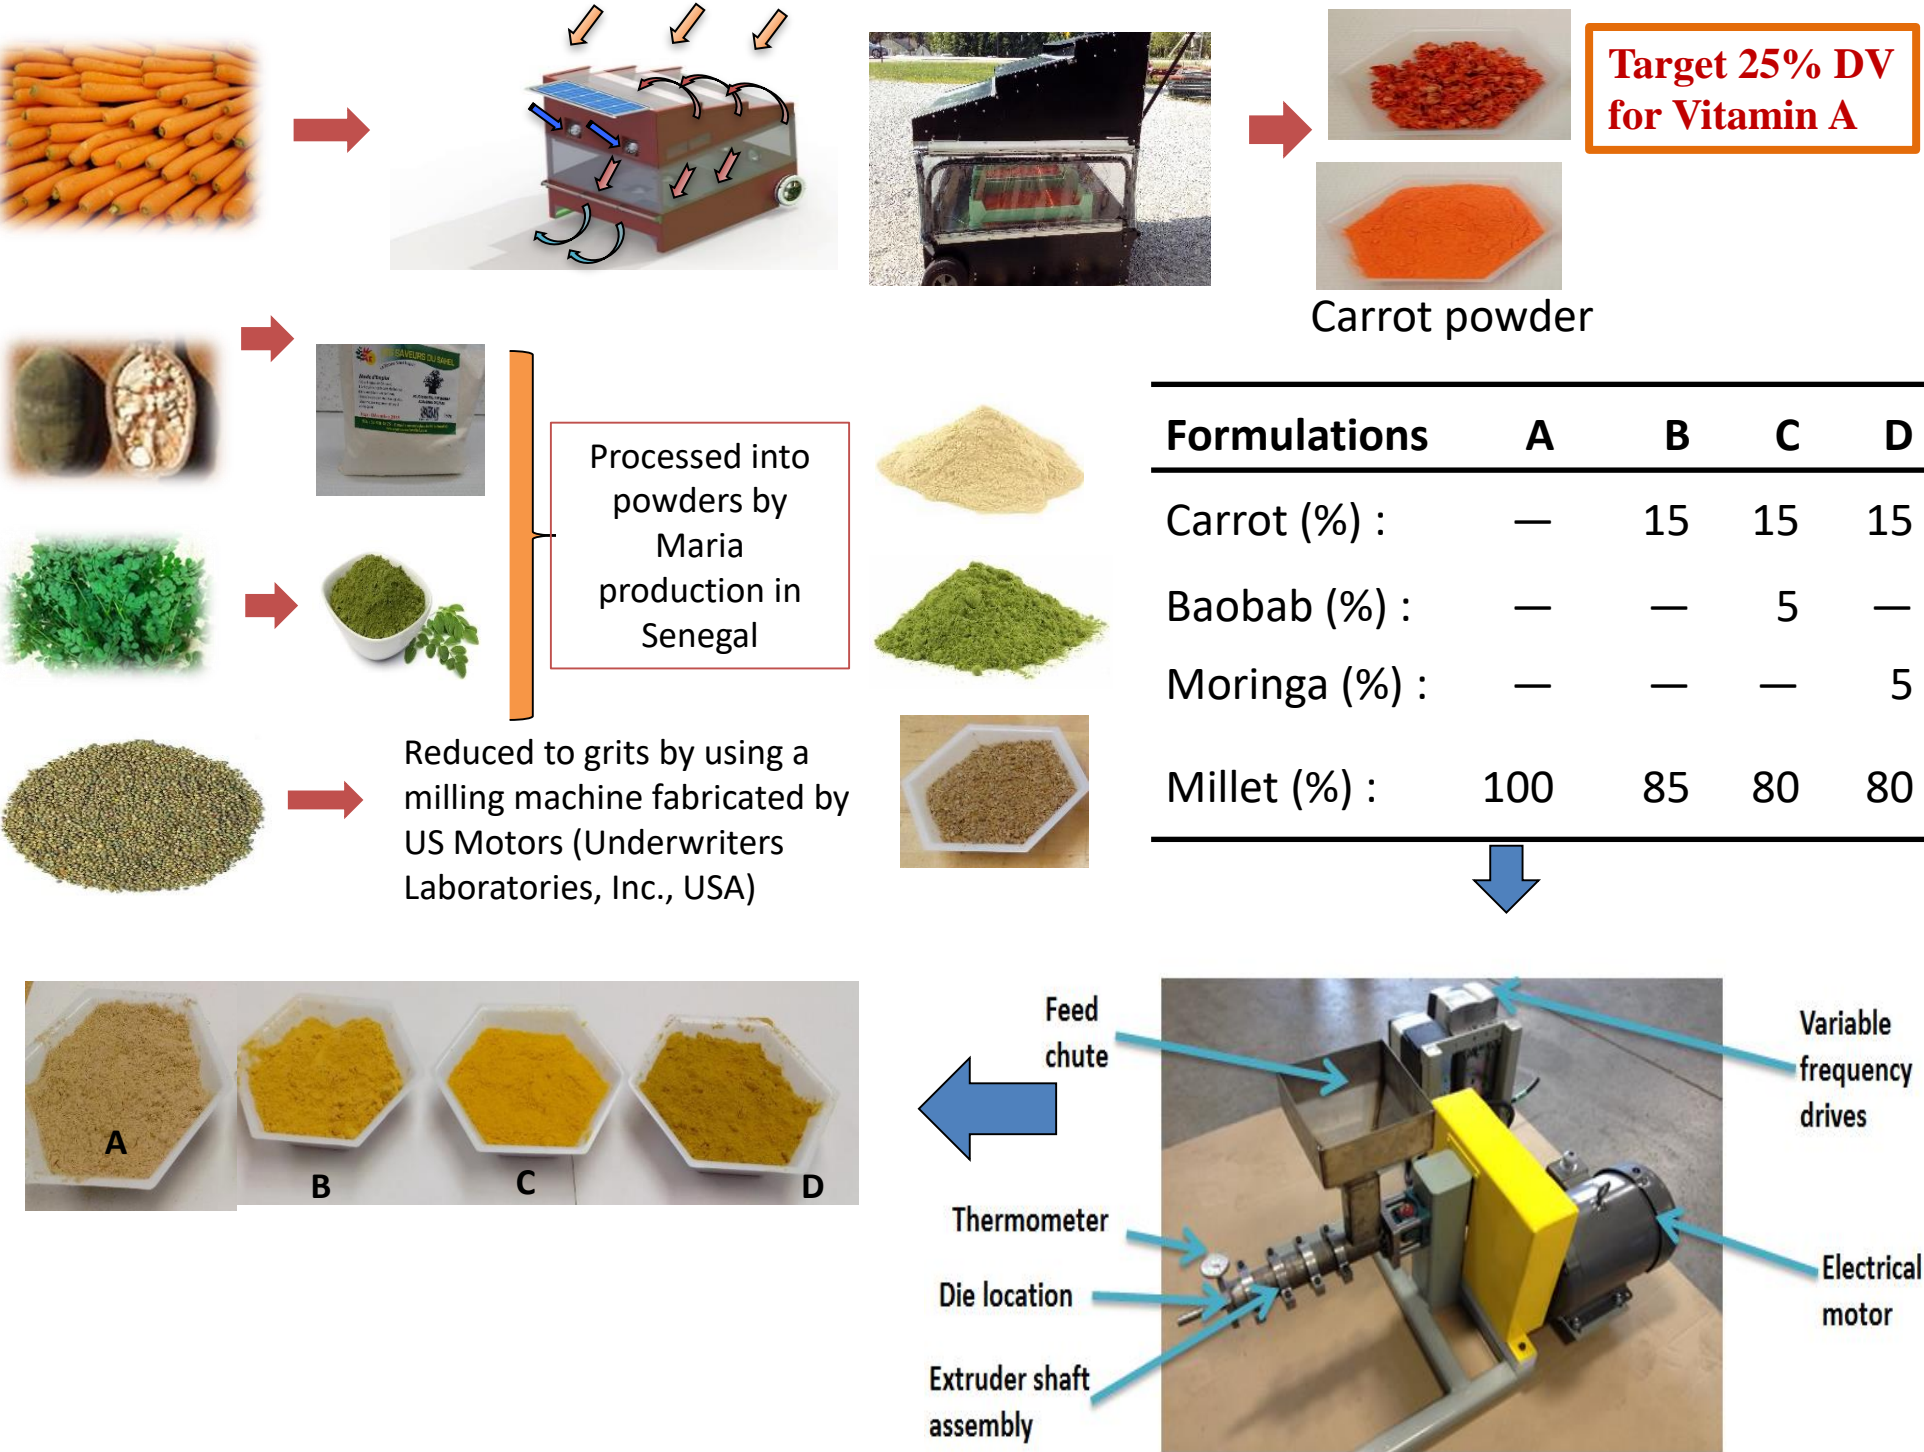 Target 25% DV
for Vitamin A
Carrot powder
SAVEURS DU SAHEL
Processed into
powders by
Maria
production in
Senegal
Formulations A B C D
Carrot (%) : — 15 15 15
Baobab (%) : — — 5 —
Moringa (%) : — — — 5
Millet (%) : 100 85 80 80
Reduced to grits by using a
milling machine fabricated by
US Motors (Underwriters
Laboratories, Inc., USA)
A
B
C
D
Feed
chute
Variable
frequency
drives
Thermometer
Die location
Electrical
motor
Extruder shaft
assembly